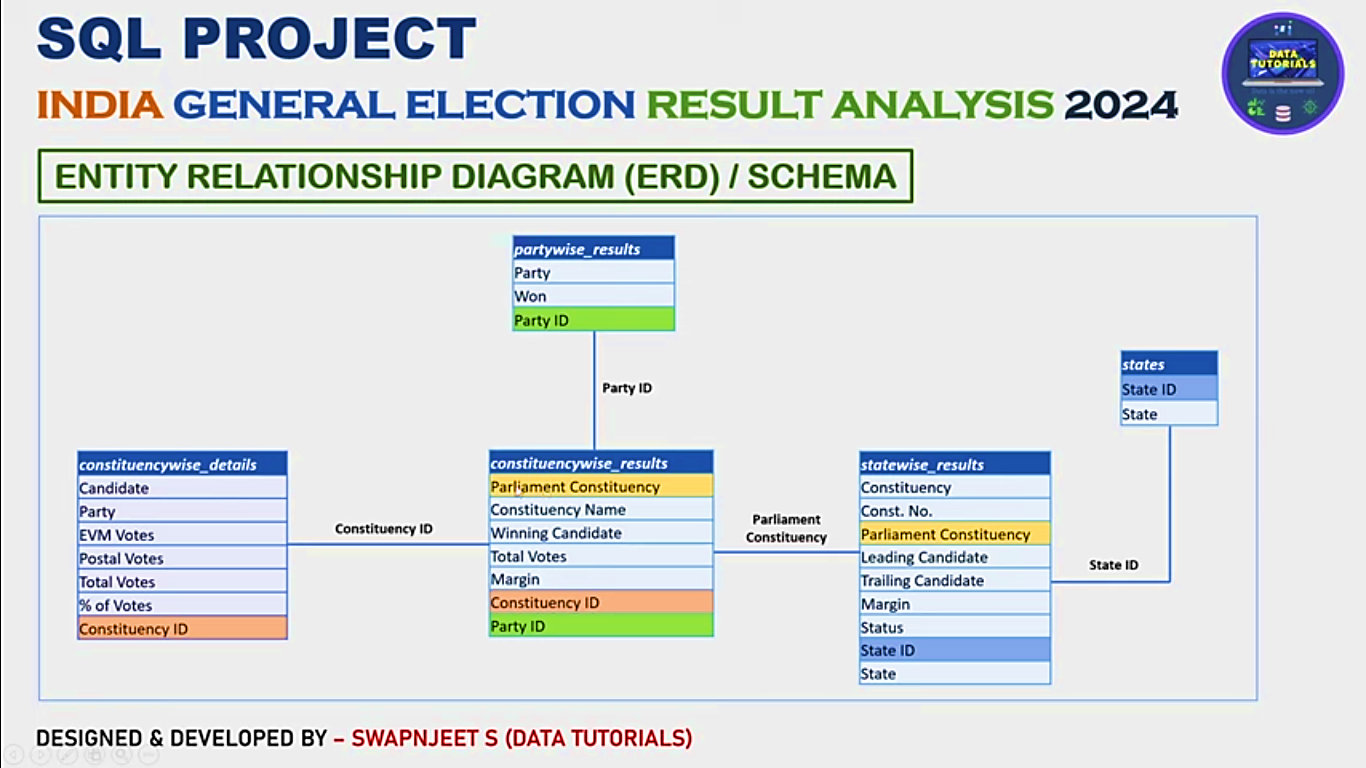 SQL PROJECT
INDIA GENERAL ELECTION RESULT ANALYSIS 2024
DATA
TUTORIALS
ENTITY RELATIONSHIP DIAGRAM (ERD) / SCHEMA
partywise_results
Party
Won
Party ID
Party ID
states
State ID
State
constituencywise_details
Candidate
Party
EVM Votes
Postal Votes
Total Votes
% of Votes
Constituency ID
Constituency ID
constituencywise_results
Parliament Constituency
Constituency Name
Winning Candidate
Total Votes
Margin
Constituency ID
Party ID
Parliament
Constituency
statewise_results
Constituency
Const. No.
Parliament Constituency
Leading Candidate
Trailing Candidate
Margin
Status
State ID
State
State ID
DESIGNED & DEVELOPED BY – SWAPNJEET S (DATA TUTORIALS)